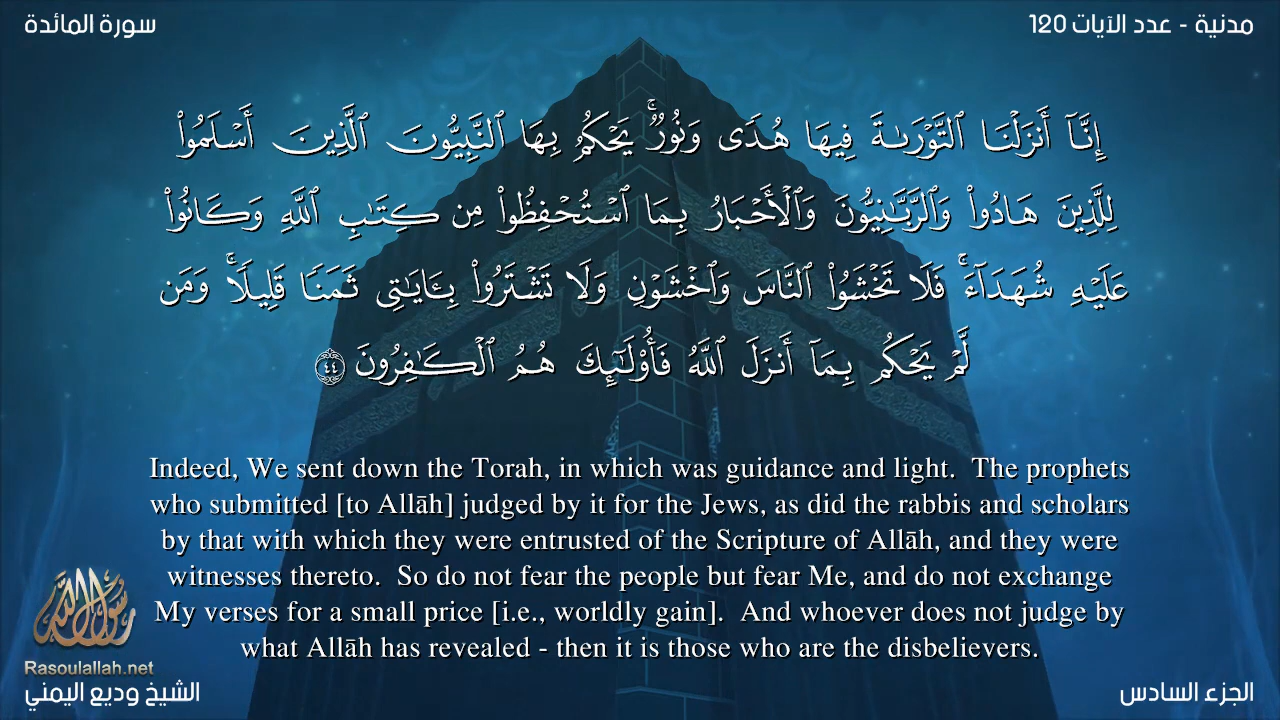 سورة المائدة
مدنية - عدد الآيات 120
إِنَّآ أَنزَلْنَا ٱلتَّوْرَىٰةَ فِيهَا هُدًى وَنُورٌ ۚ يَحْكُمُ بِهَا ٱلنَّبِيُّونَ ٱلَّذِينَ أَسْلَمُوا۟
لِلَّذِينَ هَادُوا۟ وَٱلرَّبَّـٰنِيُّونَ وَٱلْأَحْبَارُ بِمَا ٱسْتُحْفِظُوا۟ مِن كِتَـٰبِ ٱللَّهِ وَكَانُوا۟
عَلَيْهِ شُهَدَآءَ ۚ فَلَا تَخْشَوُا۟ ٱلنَّاسَ وَٱخْشَوْنِ وَلَا تَشْتَرُوا۟ بِـَٔايَـٰتِى ثَمَنًا قَلِيلًا ۚ وَمَن
لَّمْ يَحْكُم بِمَآ أَنزَلَ ٱللَّهُ فَأُو۟لَـٰٓئِكَ هُمُ ٱلْكَـٰفِرُونَ ٤٤
Indeed, We sent down the Torah, in which was guidance and light.  The prophets
who submitted [to Allāh] judged by it for the Jews, as did the rabbis and scholars
by that with which they were entrusted of the Scripture of Allāh, and they were
witnesses thereto.  So do not fear the people but fear Me, and do not exchange
My verses for a small price [i.e., worldly gain].  And whoever does not judge by
what Allāh has revealed - then it is those who are the disbelievers.
رسول الله
Rasoulallah.net
الشيخ وديع اليمني
الجزء السادس